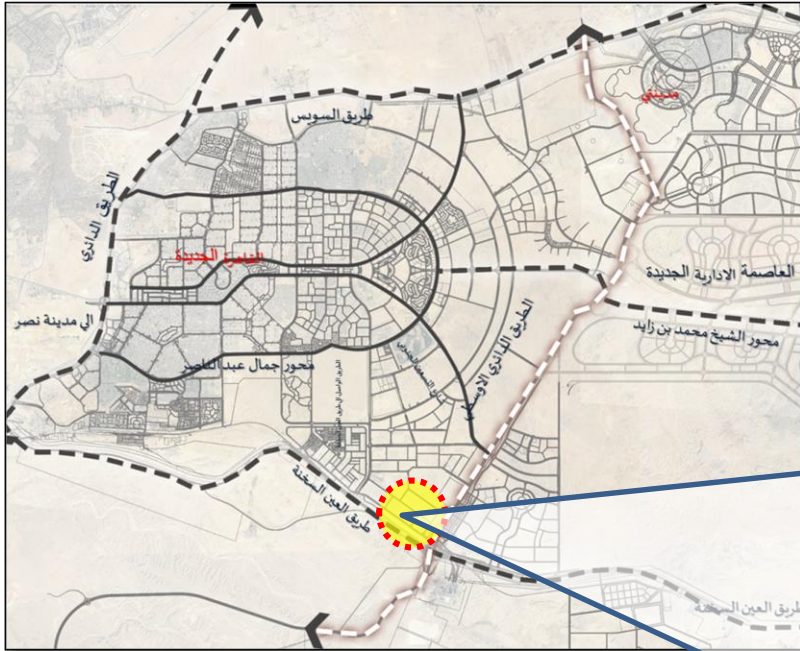 مدينتي
طريق السويس
الطريق الدائري
القاهرة الجديدة
العاصمة الادارية الجديدة
الي مدينة نصر
محور الشيخ محمد بن زايد
الطريق الدائري الاوسطي
محور جمال عبد الناصر
طريق العين السخنة
طريق العين السخنة